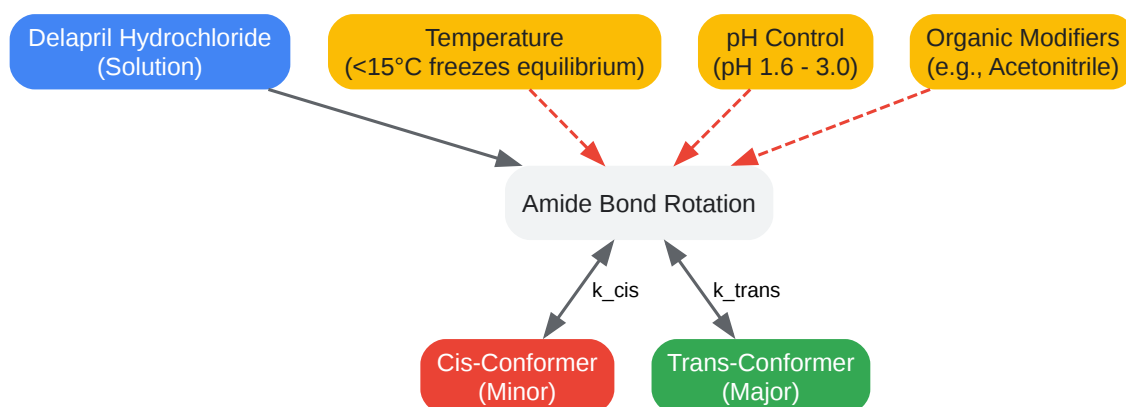 Delapril Hydrochloride
(Solution)
Temperature
(<15°C freezes equilibrium)
pH Control
(pH 1.6 - 3.0)
Organic Modifiers
(e.g., Acetonitrile)
Amide Bond Rotation
k_cis
k_trans
Cis-Conformer
(Minor)
Trans-Conformer
(Major)